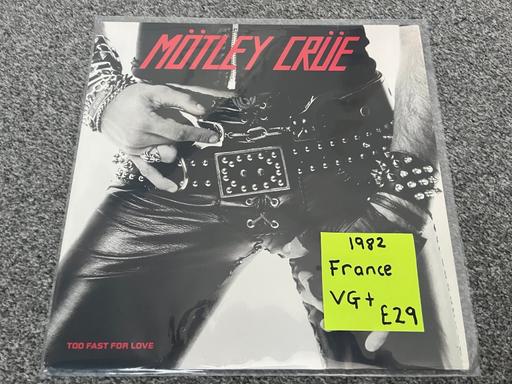 MÖTLEY CRÜE
1982
France
VG+
£29
TOO FAST FOR LOVE